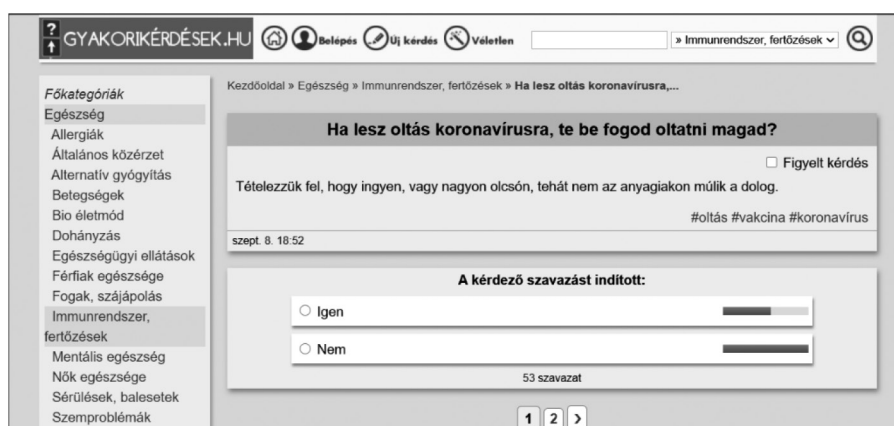 GYAKORIKÉRDÉSEK.HU Belépés Új kérdés Véletlen » Immunrendszer, fertőzések
Főkategóriák
Egészség
Allergiák
Általános közérzet
Alternatív gyógyítás
Betegségek
Bio életmód
Dohányzás
Egészségügyi ellátások
Férfiak egészsége
Fogak, szájápolás
Immunrendszer,
fertőzések
Mentális egészség
Nők egészsége
Sérülések, balesetek
Szemproblémák
Kezdőoldal » Egészség » Immunrendszer, fertőzések » Ha lesz oltás koronavírusra,...
Ha lesz oltás koronavírusra, te be fogod oltatni magad?
Figyelt kérdés
Tételezzük fel, hogy ingyen, vagy nagyon olcsón, tehát nem az anyagiakon múlik a dolog.
#oltás #vakcina #koronavírus
szept. 8. 18:52
A kérdező szavazást indított:
Igen
Nem
53 szavazat
1 2 >